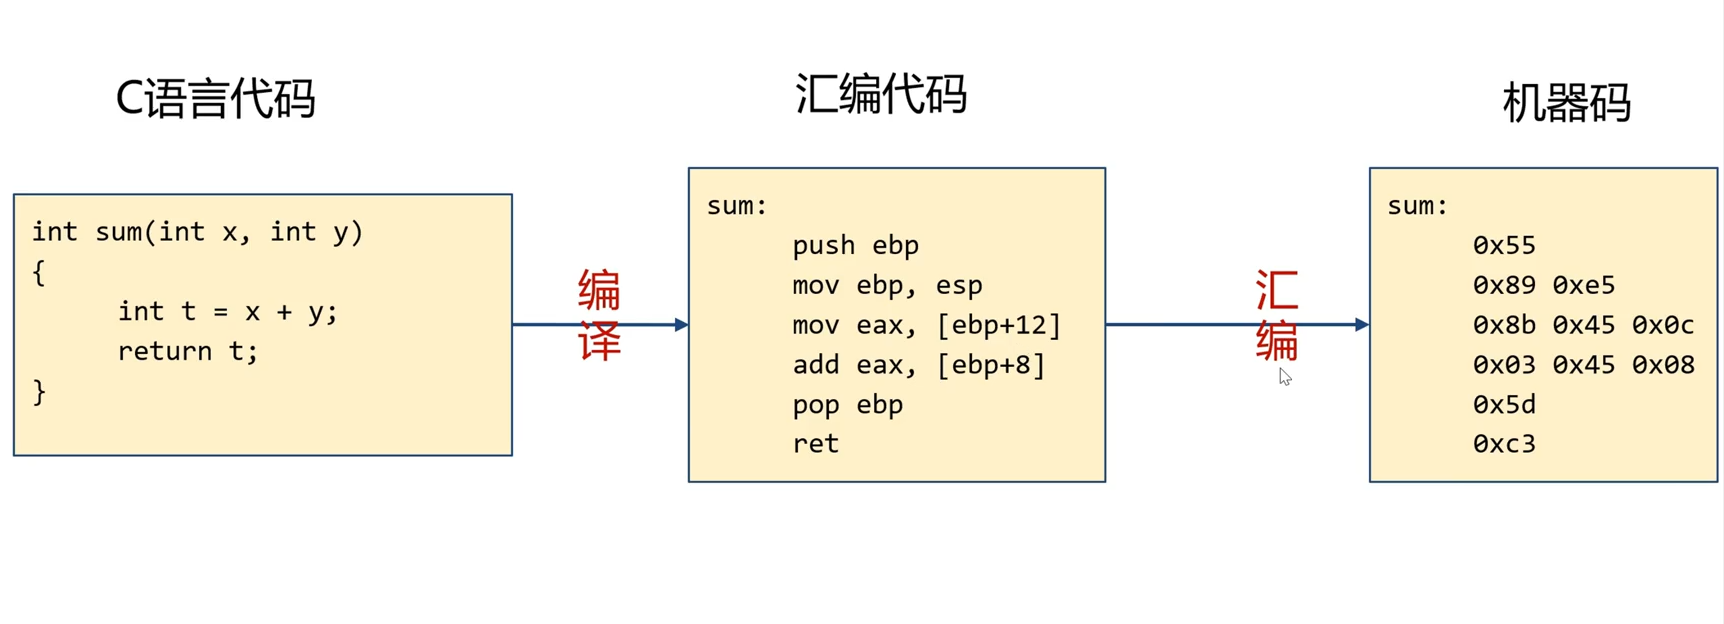 C语言代码
int sum(int x, int y)
{
int t = x + y;
return t;
}
编译
汇编代码
sum:
push ebp
mov ebp, esp
mov eax, [ebp+12]
add eax, [ebp+8]
pop ebp
ret
汇编
机器码
sum:
0x55
0x89 0xe5
0x8b 0x45 0x0c
0x03 0x45 0x08
0x5d
0xc3